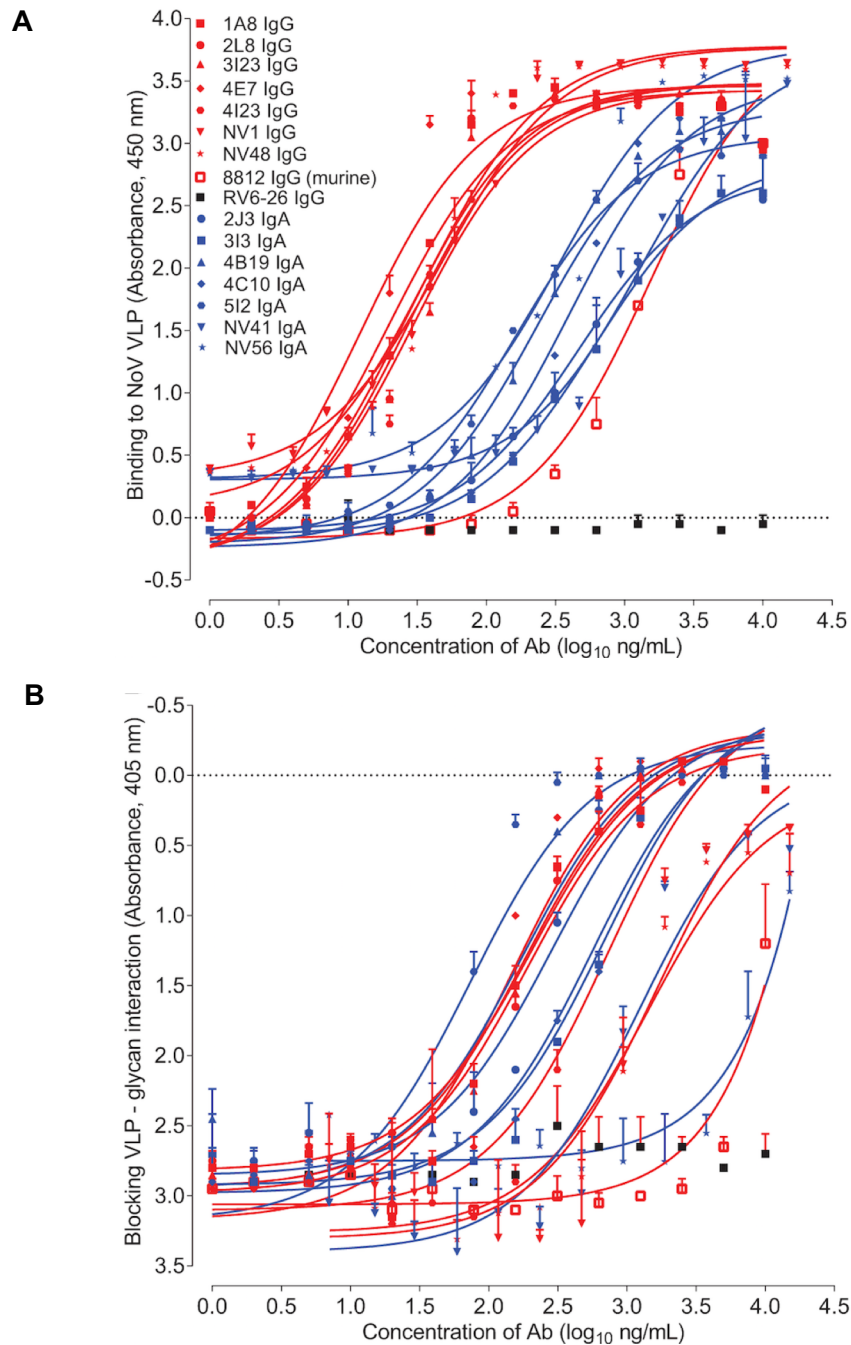 A
4.0
3.5
3.0
2.5
2.0
1.5
1.0
0.5
0.0
-0.5
Binding to NoV VLP (Absorbance, 450 nm)
1A8 IgG
2L8 IgG
3I23 IgG
4E7 IgG
4I23 IgG
NV1 IgG
NV48 IgG
8812 IgG (murine)
RV6-26 IgG
2J3 IgA
3I3 IgA
4B19 IgA
4C10 IgA
5I2 IgA
NV41 IgA
NV56 IgA
0.0 0.5 1.0 1.5 2.0 2.5 3.0 3.5 4.0 4.5
Concentration of Ab (log10 ng/mL)
B
-0.5
0.0
0.5
1.0
1.5
2.0
2.5
3.0
3.5
Blocking VLP - glycan interaction (Absorbance, 405 nm)
0.0 0.5 1.0 1.5 2.0 2.5 3.0 3.5 4.0 4.5
Concentration of Ab (log10 ng/mL)